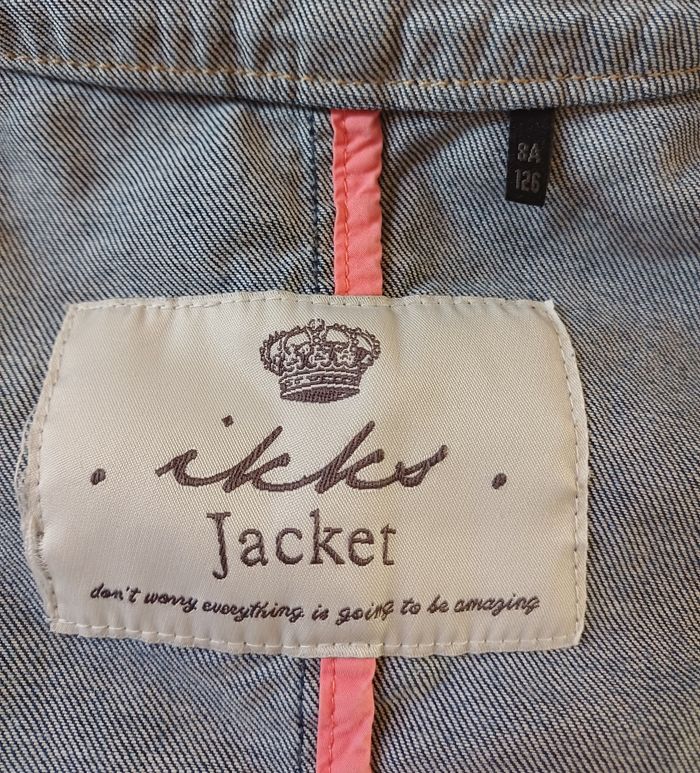 8A
126
. ikks .
Jacket
don't worry everything is going to be amazing